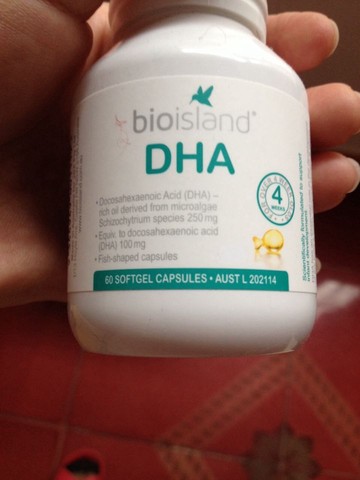 bioisland®
DHA
• Docosahexaenoic Acid (DHA) –
rich oil derived from microalgae
Schizochytrium species 250 mg
• Equiv. to docosahexaenoic acid
(DHA) 100 mg
• Fish-shaped capsules
4
WEEKS
60 SOFTGEL CAPSULES • AUST L 202114
Scientifically formulated to support